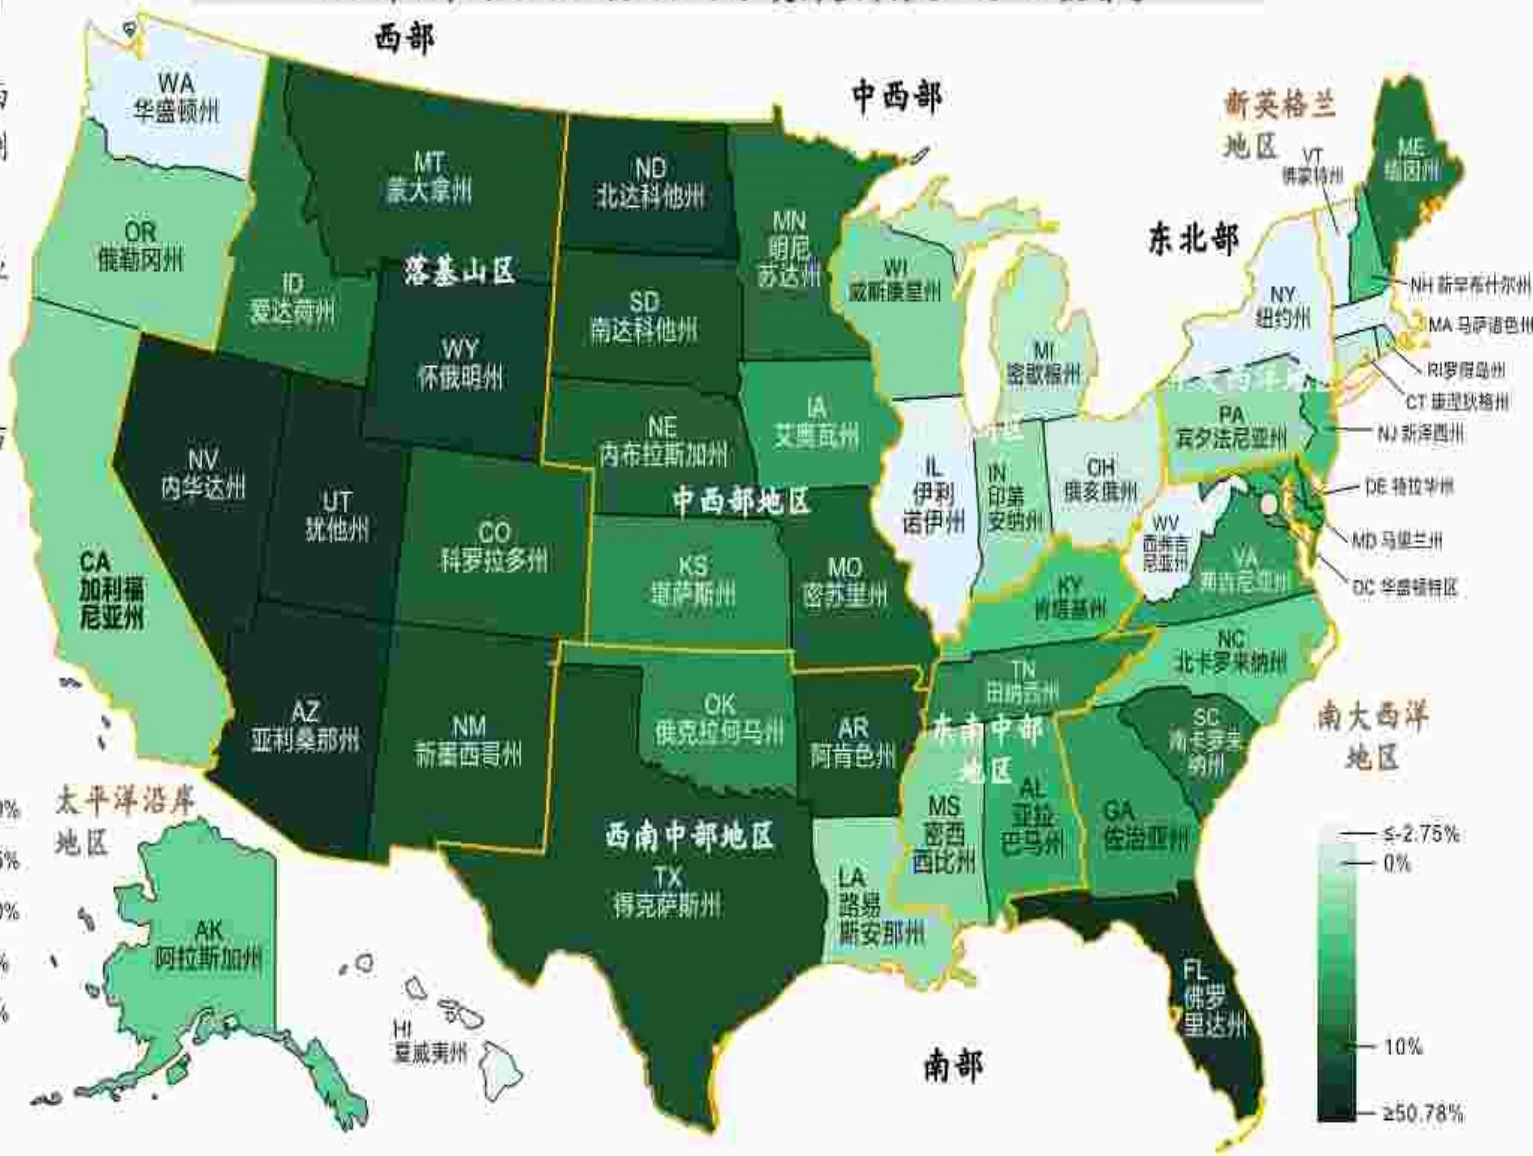 西部
中西部
新英格兰
地区
东北部
WA
华盛顿州
MT
蒙大拿州
ND
北达科他州
MN
明尼
苏达州
VT
佛蒙特州
ME
缅因州
OR
俄勒冈州
ID
爱达荷州
落基山区
SD
南达科他州
WI
威斯康星州
NY
纽约州
NH 新罕布什尔州
MA 马萨诸色州
WY
怀俄明州
MI
密歇根州
RI罗得岛州
CT 康涅狄格州
NE
内布拉斯加州
IA
艾奥瓦州
PA
宾夕法尼亚州
NJ 新泽西州
NV
内华达州
UT
犹他州
CO
科罗拉多州
中西部地区
IL
伊利
诺伊州
IN
印第
安纳州
OH
俄亥俄州
DE 特拉华州
WV
西弗吉
尼亚州
MD 马里兰州
CA
加利福
尼亚州
KS
堪萨斯州
MO
密苏里州
KY
肯塔基州
VA
弗吉尼亚州
DC 华盛顿特区
NC
北卡罗来纳州
TN
田纳西州
AZ
亚利桑那州
NM
新墨西哥州
OK
俄克拉何马州
AR
阿肯色州
东南中部
地区
SC
南卡罗来
纳州
南大西洋
地区
太平洋沿岸
地区
西南中部地区
MS
密西
西比州
AL
亚拉
巴马州
GA
佐治亚州
TX
得克萨斯州
LA
路易
斯安那州
AK
阿拉斯加州
FL
佛罗
里达州
HI
夏威夷州
南部
≤-2.75%
0%
10%
≥50.78%